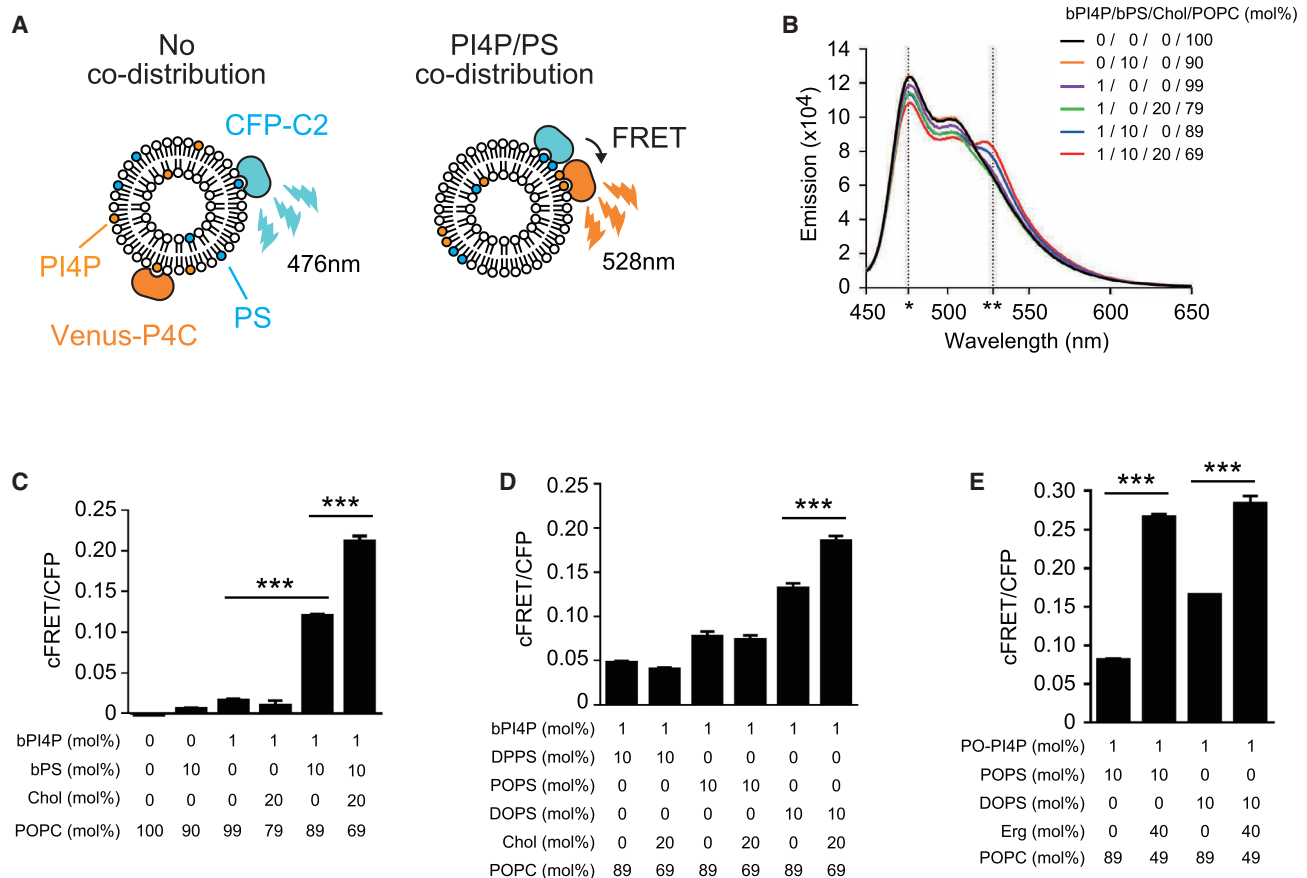 A
No
co-distribution
PI4P/PS
co-distribution
CFP-C2
FRET
PI4P
476nm
528nm
PS
Venus-P4C
B
bPI4P/bPS/Chol/POPC (mol%)
0 / 0 / 0 / 100
0 / 10 / 0 / 90
1 / 0 / 0 / 99
1 / 0 / 20 / 79
1 / 10 / 0 / 89
1 / 10 / 20 / 69
Emission (x10⁴)
14
12
10
8
6
4
2
0
450 * 500 ** 550 600 650
Wavelength (nm)
C
cFRET/CFP
0.25
0.20
0.15
0.10
0.05
0
***
***
bPI4P (mol%) 0 0 1 1 1 1
bPS (mol%) 0 10 0 0 10 10
Chol (mol%) 0 0 0 20 0 20
POPC (mol%) 100 90 99 79 89 69
D
cFRET/CFP
0.25
0.20
0.15
0.10
0.05
0
***
bPI4P (mol%) 1 1 1 1 1 1
DPPS (mol%) 10 10 0 0 0 0
POPS (mol%) 0 0 10 10 0 0
DOPS (mol%) 0 0 0 0 10 10
Chol (mol%) 0 20 0 20 0 20
POPC (mol%) 89 69 89 69 89 69
E
cFRET/CFP
0.30
0.25
0.20
0.15
0.10
0.05
0
***
***
PO-PI4P (mol%) 1 1 1 1
POPS (mol%) 10 10 0 0
DOPS (mol%) 0 0 10 10
Erg (mol%) 0 40 0 40
POPC (mol%) 89 49 89 49